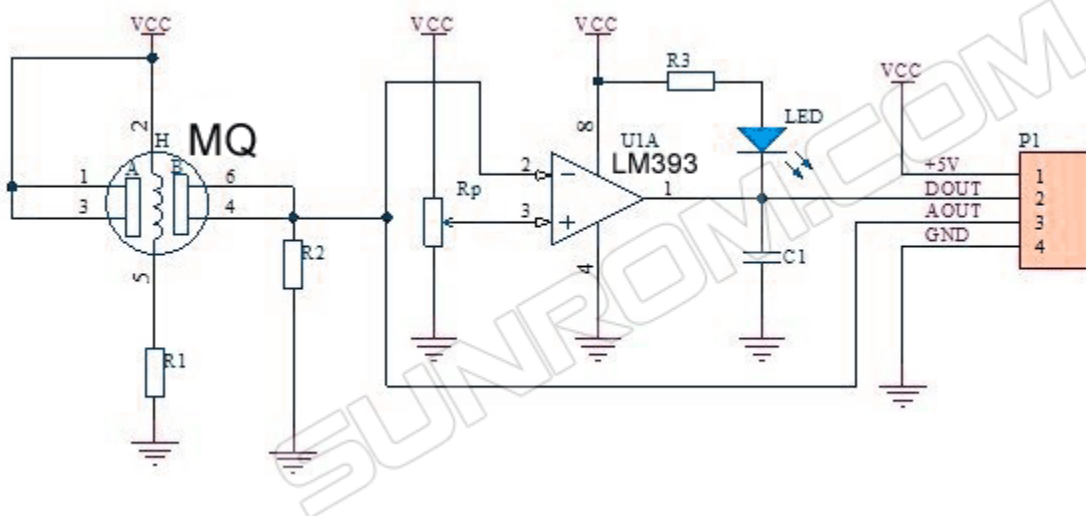 VCC
VCC
VCC
VCC
R3
LED
2
H
MQ
8
U1A
LM393
P1
1
A
B
6
Rp
2
1
+5V
1
DOUT
2
3
4
3
AOUT
3
GND
4
R2
5
4
C1
R1
SUNROM.COM